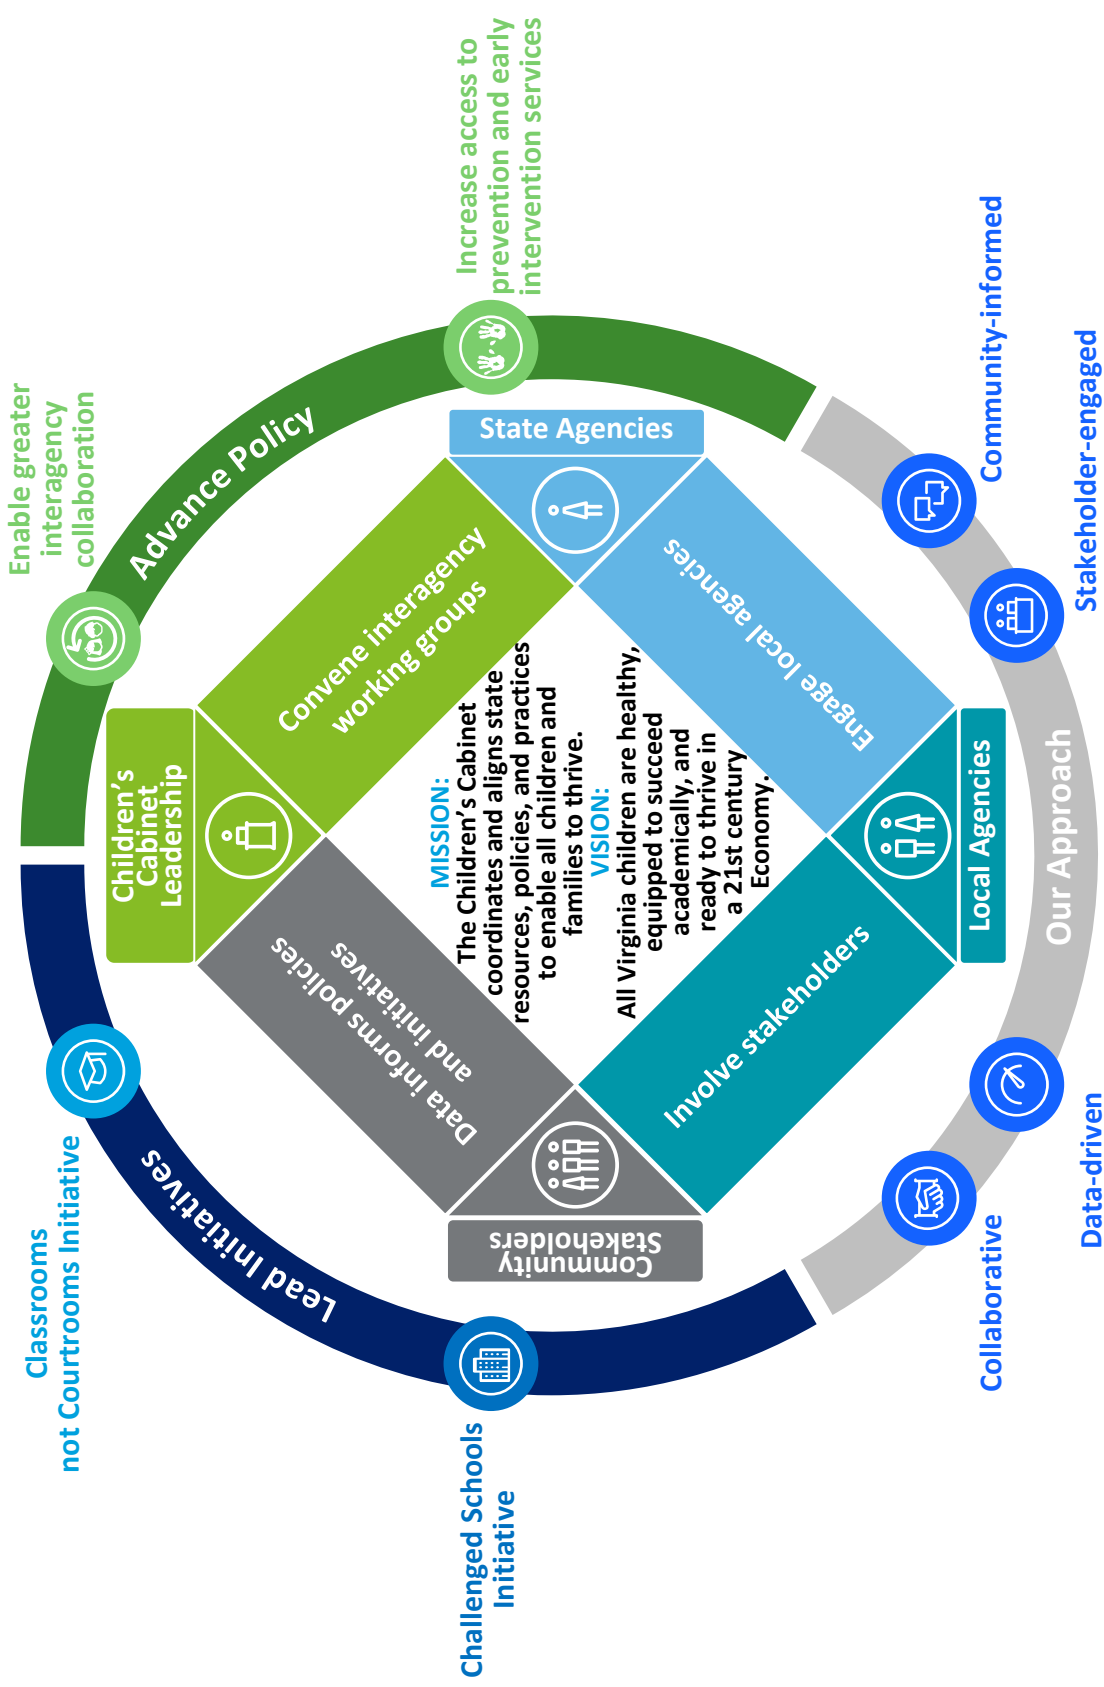 Lead Initiatives
Classrooms
not Courtrooms Initiative
Challenged Schools
Initiative
Advance Policy
Enable greater
interagency
collaboration
Increase access to
prevention and early
intervention services
Children's
Cabinet
Leadership
Convene interagency
working groups
State Agencies
Engage local agencies
Local Agencies
Involve stakeholders
Community
Stakeholders
Data informs policies
and initiatives
MISSION:
The Children's Cabinet
coordinates and aligns state
resources, policies, and practices
to enable all children and
families to thrive.
VISION:
All Virginia children are healthy,
equipped to succeed
academically, and
ready to thrive in
a 21st century
Economy.
Our Approach
Collaborative
Data-driven
Stakeholder-engaged
Community-informed